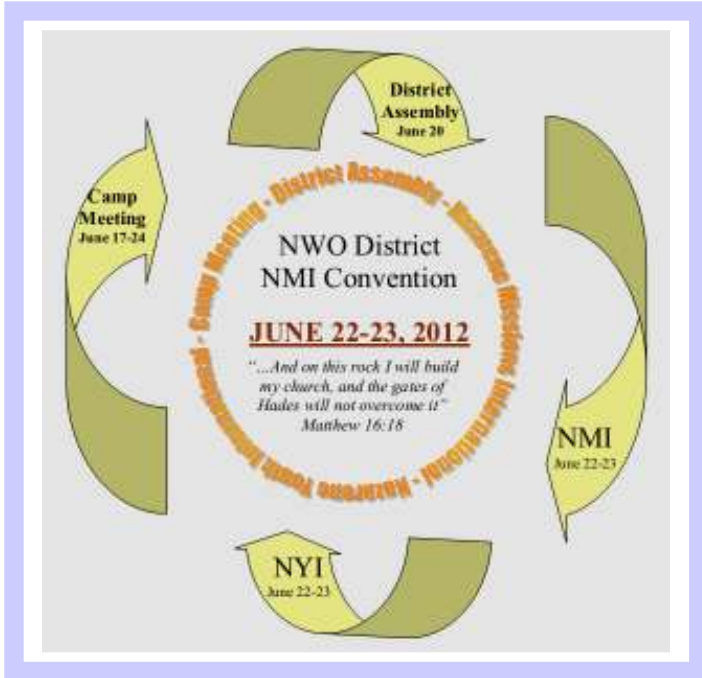 District
Assembly
June 20
Camp
Meeting
June 17-24
Camp Meeting - District Assembly - Nazarene Missions International - Nazarene Youth International -
NWO District
NMI Convention
JUNE 22-23, 2012
"...And on this rock I will build
my church, and the gates of
Hades will not overcome it"
Matthew 16:18
NMI
June 22-23
NYI
June 22-23